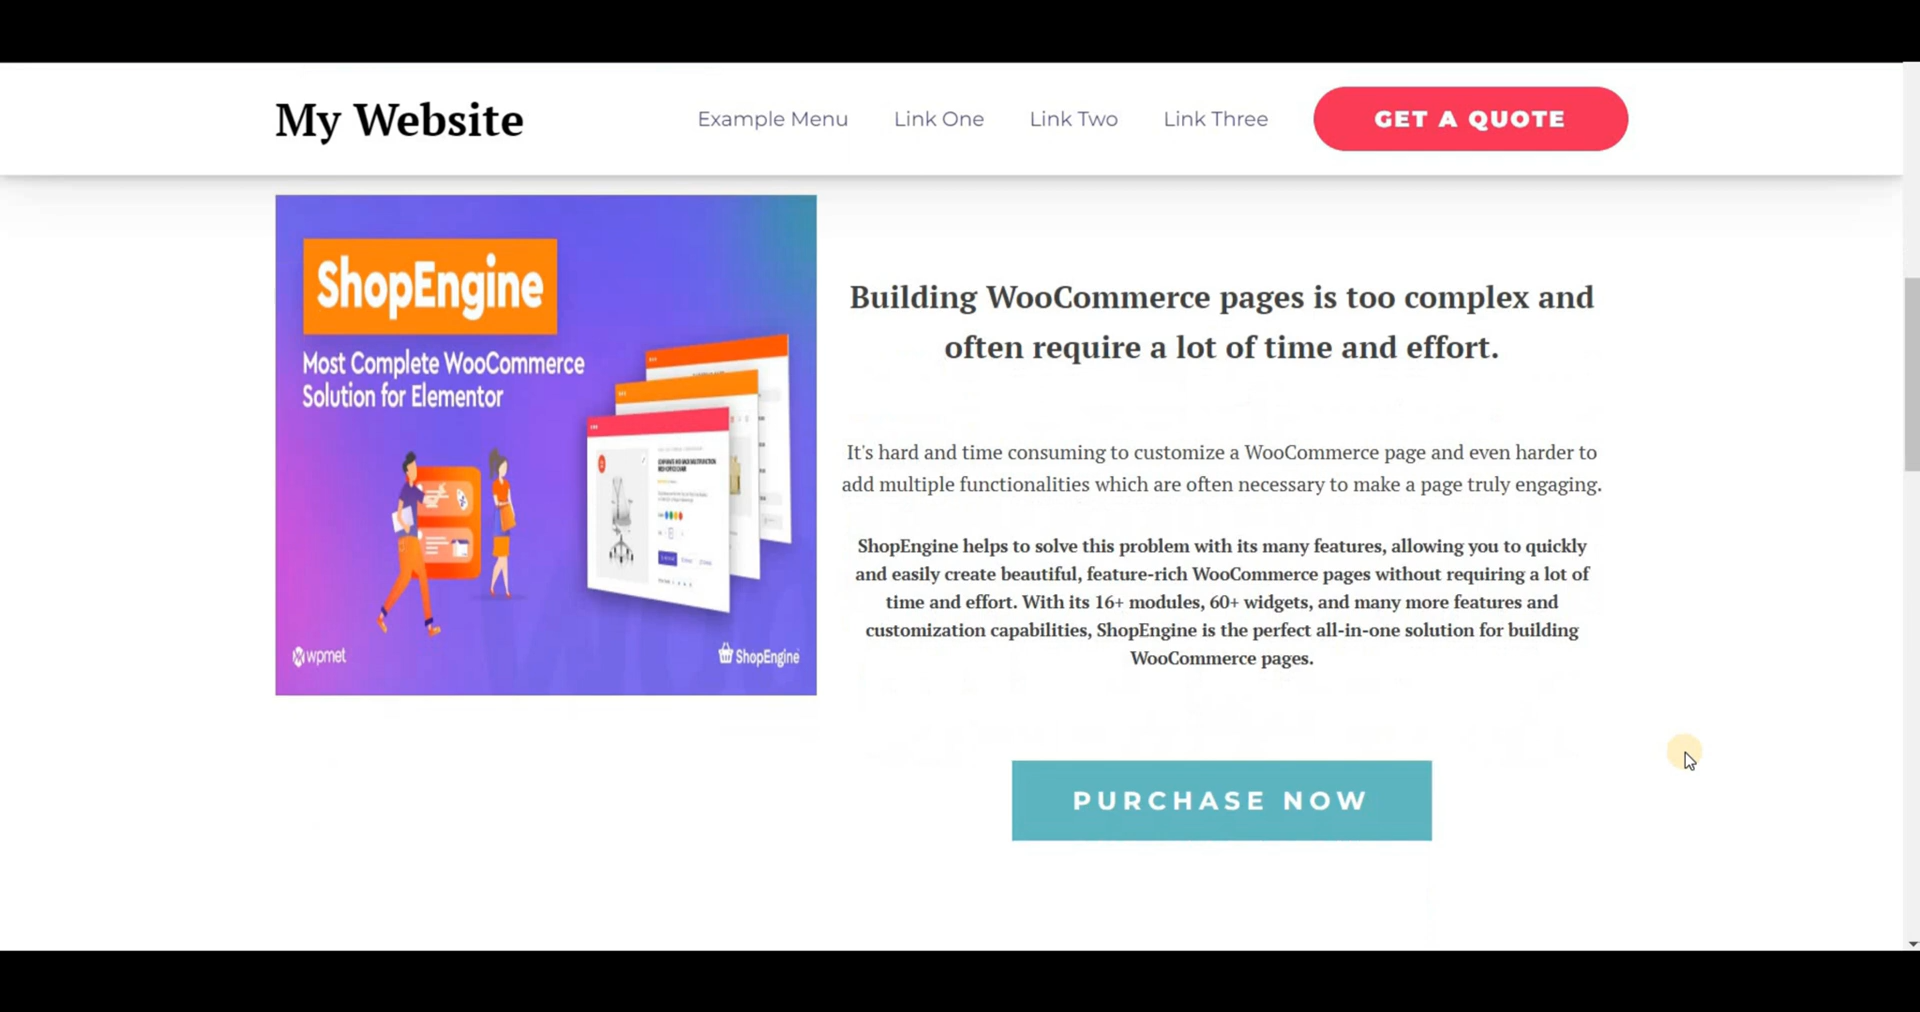 My Website
Example Menu
Link One
Link Two
Link Three
GET A QUOTE
ShopEngine
Most Complete WooCommerce
Solution for Elementor
wpmet
ShopEngine
Building WooCommerce pages is too complex and
often require a lot of time and effort.
It's hard and time consuming to customize a WooCommerce page and even harder to
add multiple functionalities which are often necessary to make a page truly engaging.
ShopEngine helps to solve this problem with its many features, allowing you to quickly
and easily create beautiful, feature-rich WooCommerce pages without requiring a lot of
time and effort. With its 16+ modules, 60+ widgets, and many more features and
customization capabilities, ShopEngine is the perfect all-in-one solution for building
WooCommerce pages.
PURCHASE NOW